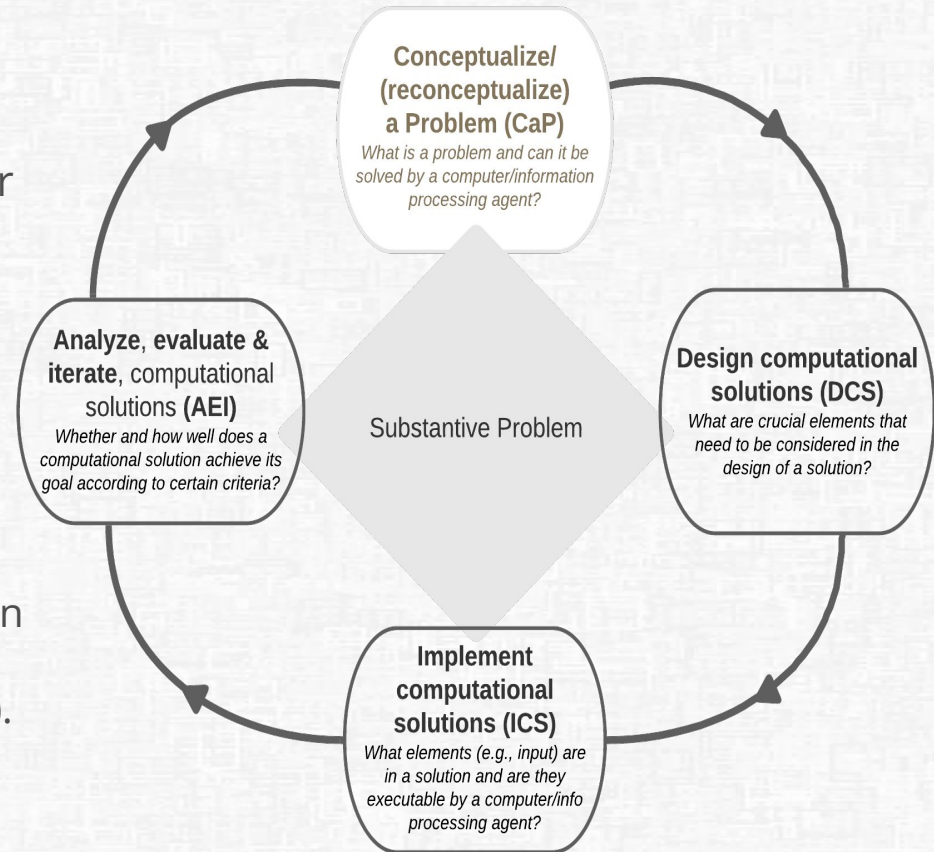 Conceptualize/
(reconceptualize)
a Problem (CaP)
What is a problem and can it be
solved by a computer/information
processing agent?
r
Analyze, evaluate &
iterate, computational
solutions (AEI)
Whether and how well does a
computational solution achieve its
goal according to certain criteria?
Substantive Problem
Design computational
solutions (DCS)
What are crucial elements that
need to be considered in the
design of a solution?
n
Implement
computational
solutions (ICS)
What elements (e.g., input) are
in a solution and are they
executable by a computer/info
processing agent?
).